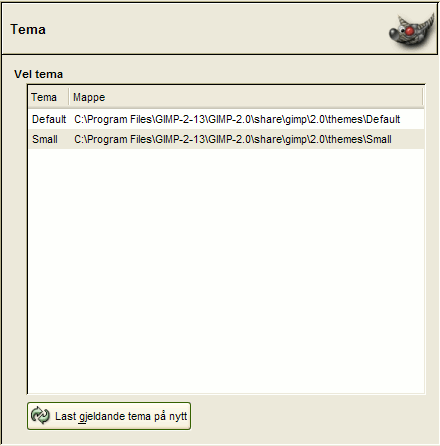 Tema
Vel tema
Tema Mappe
Default C:\Program Files\GIMP-2-13\GIMP-2.0\share\gimp\2.0\themes\Default
Small C:\Program Files\GIMP-2-13\GIMP-2.0\share\gimp\2.0\themes\Small
Last gjeldande tema på nytt